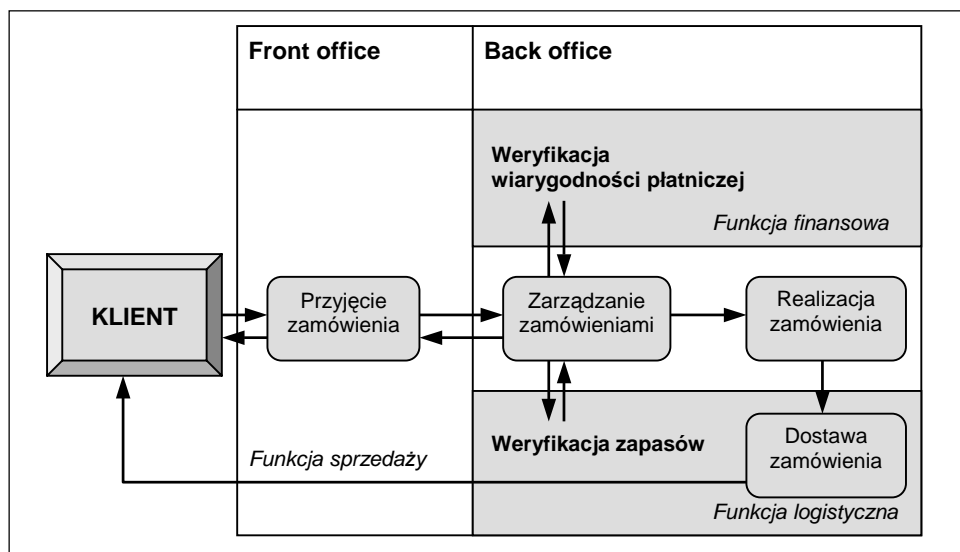 Front office
Back office
Weryfikacja
wiarygodności płatniczej
Funkcja finansowa
KLIENT
Przyjęcie
zamówienia
Zarządzanie
zamówieniami
Realizacja
zamówienia
Weryfikacja zapasów
Dostawa
zamówienia
Funkcja sprzedaży
Funkcja logistyczna